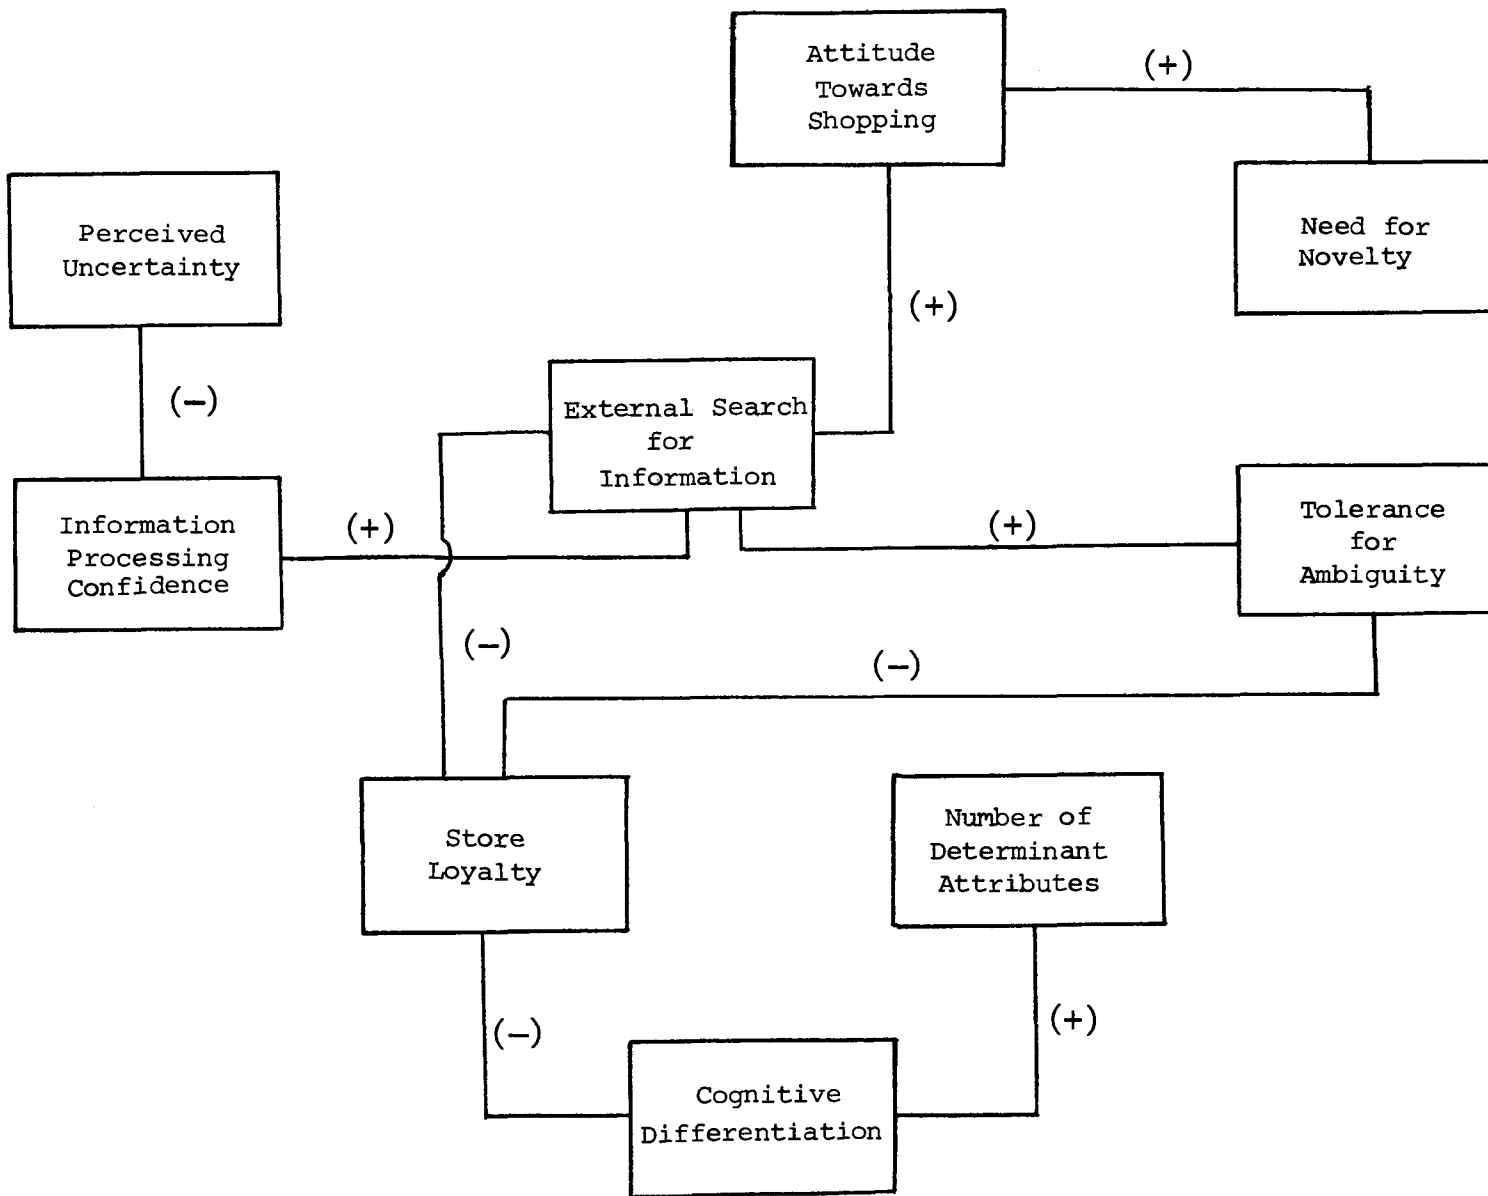 Attitude
Towards
Shopping
(+)
Perceived
Uncertainty
Need for
Novelty
(+)
(-)
External Search
for
Information
Information
Processing
Confidence
(+)
(+)
Tolerance
for
Ambiguity
(-)
(-)
Store
Loyalty
Number of
Determinant
Attributes
(-)
(+)
Cognitive
Differentiation